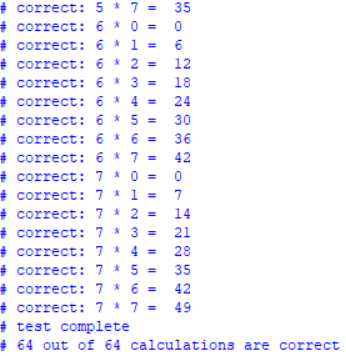 # correct: 5 * 7 =  35
# correct: 6 * 0 =  0
# correct: 6 * 1 =  6
# correct: 6 * 2 =  12
# correct: 6 * 3 =  18
# correct: 6 * 4 =  24
# correct: 6 * 5 =  30
# correct: 6 * 6 =  36
# correct: 6 * 7 =  42
# correct: 7 * 0 =  0
# correct: 7 * 1 =  7
# correct: 7 * 2 =  14
# correct: 7 * 3 =  21
# correct: 7 * 4 =  28
# correct: 7 * 5 =  35
# correct: 7 * 6 =  42
# correct: 7 * 7 =  49
# test complete
# 64 out of 64 calculations are correct